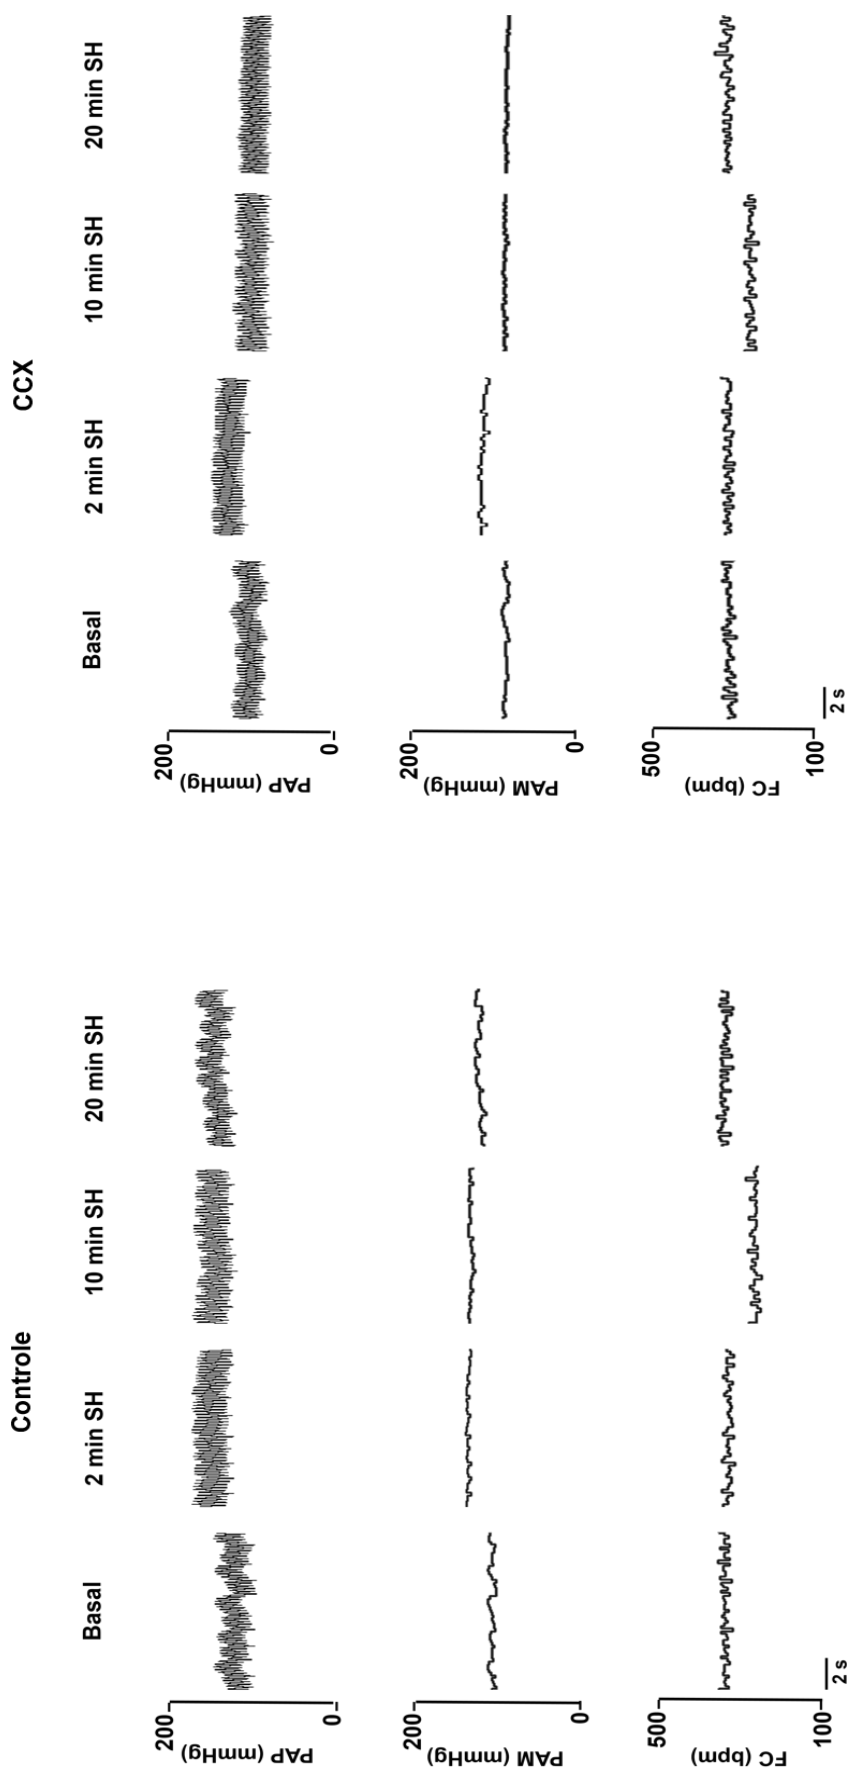 Controle
Basal
2 min SH
10 min SH
20 min SH
200
PAP (mmHg)
0
200
PAM (mmHg)
0
500
FC (bpm)
100
2 s
CCX
Basal
2 min SH
10 min SH
20 min SH
200
PAP (mmHg)
0
200
PAM (mmHg)
0
500
FC (bpm)
100
2 s